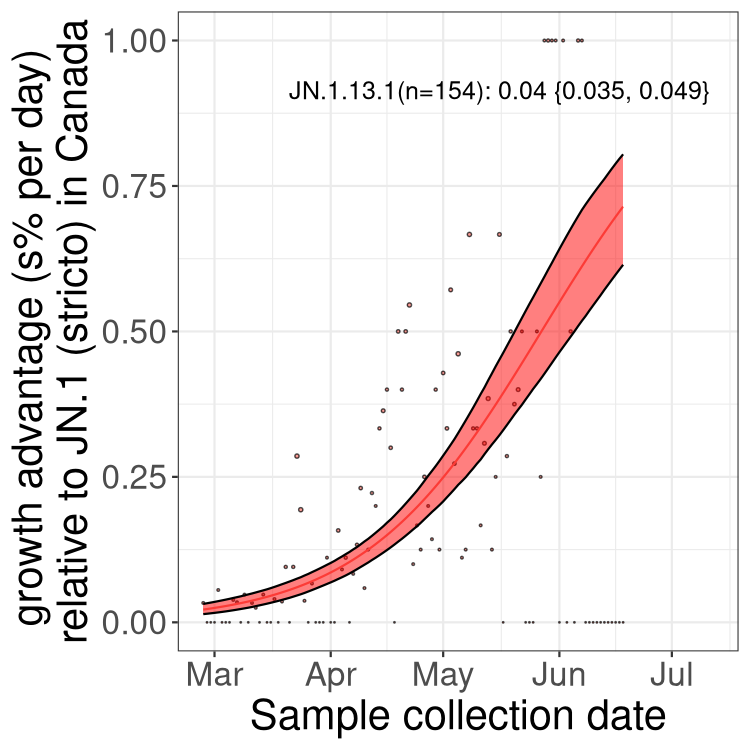 growth advantage (s% per day)
relative to JN.1 (stricto) in Canada
1.00
0.75
0.50
0.25
0.00
JN.1.13.1(n=154): 0.04 {0.035, 0.049}
Mar
Apr
May
Jun
Jul
Sample collection date